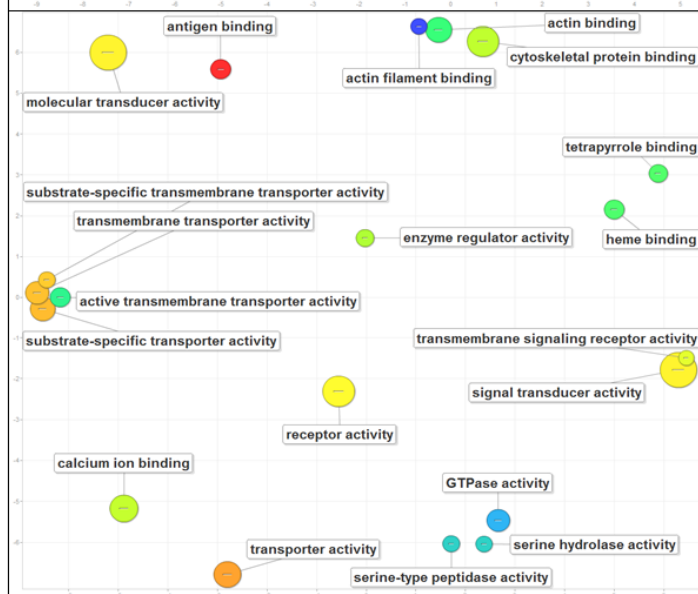 antigen binding
actin binding
actin filament binding
cytoskeletal protein binding
molecular transducer activity
tetrapyrrole binding
substrate-specific transmembrane transporter activity
transmembrane transporter activity
enzyme regulator activity
heme binding
active transmembrane transporter activity
substrate-specific transporter activity
transmembrane signaling receptor activity
signal transducer activity
receptor activity
calcium ion binding
GTPase activity
transporter activity
serine hydrolase activity
serine-type peptidase activity